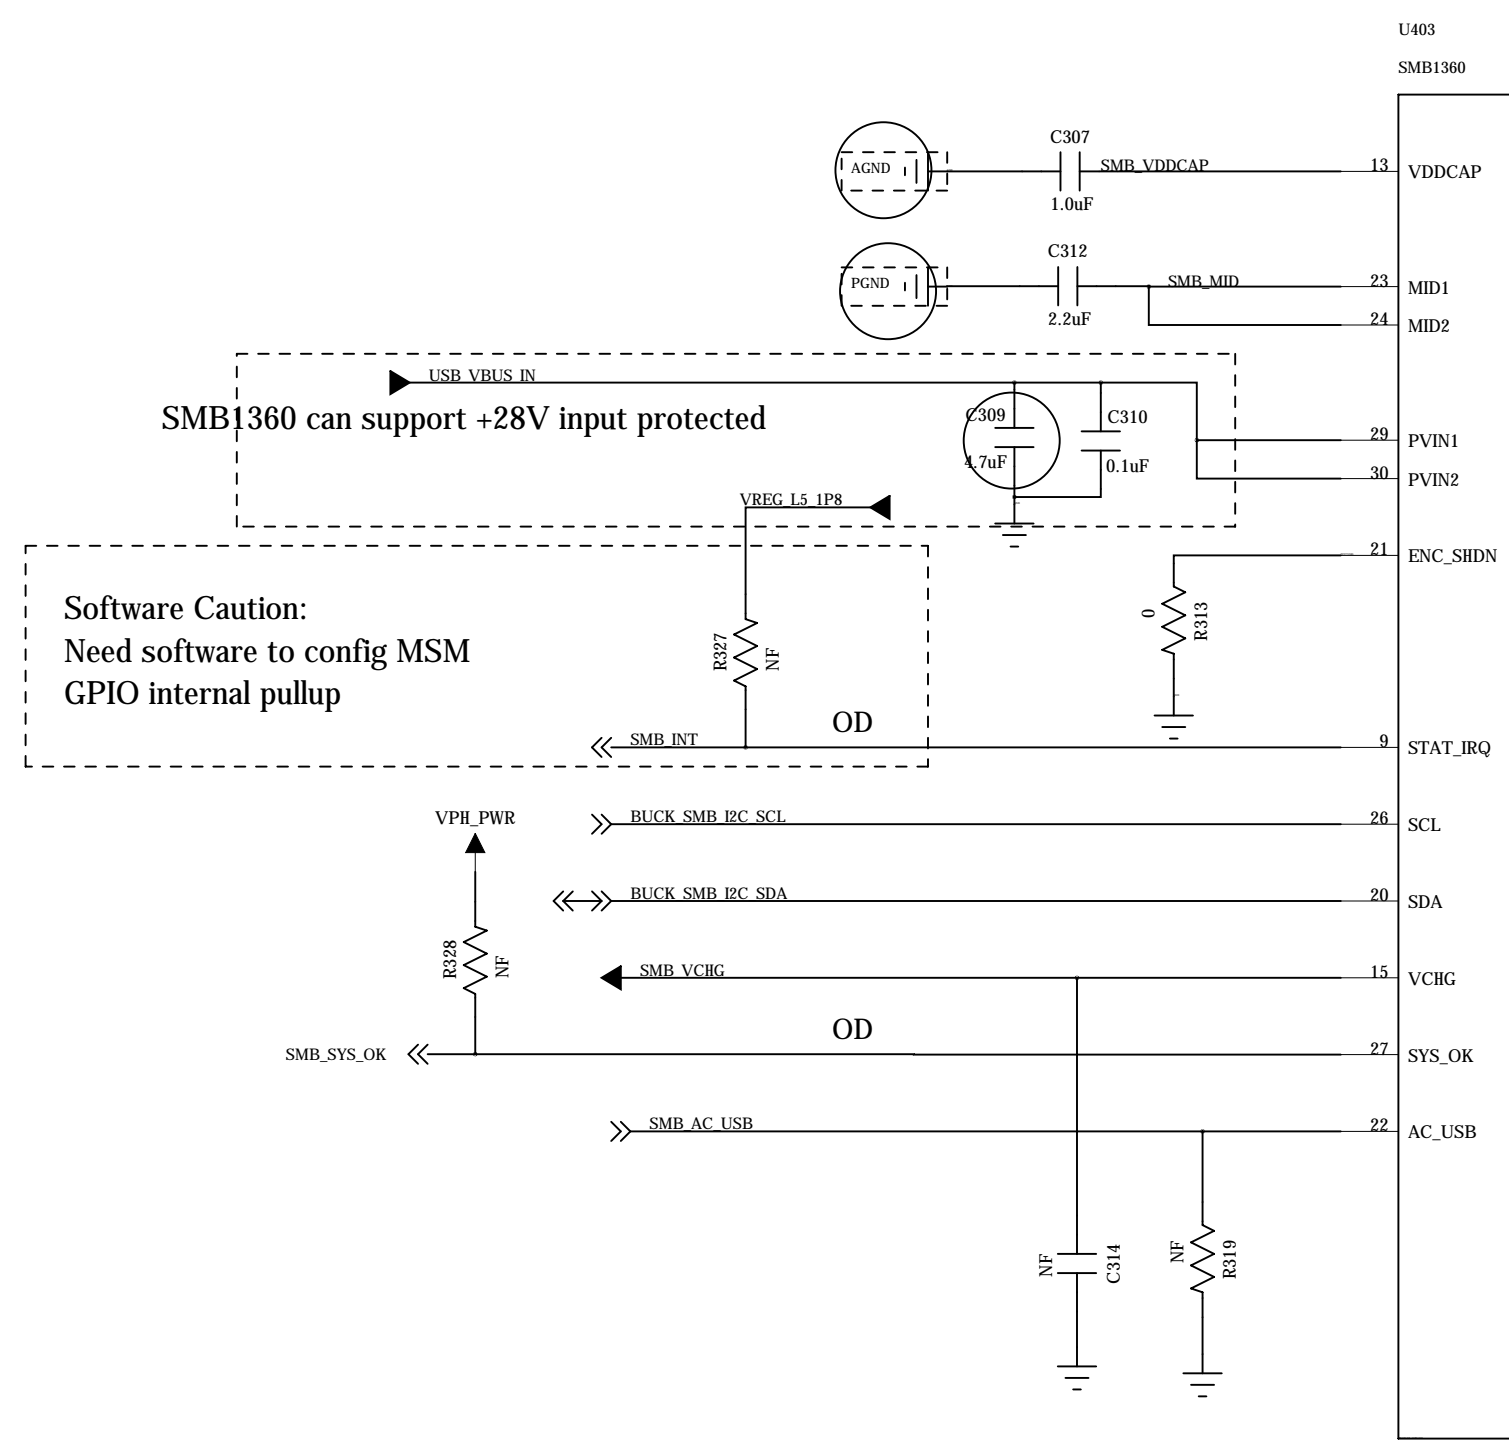 U403
SMB1360
C307
AGND
SMB_VDDCAP
13
VDDCAP
1.0uF
C312
PGND
SMB_MID
23
MID1
2.2uF
24
MID2
USB_VBUS_IN
SMB1360 can support +28V input protected
C309
C310
29
PVIN1
4.7uF
0.1uF
30
PVIN2
VREG_L5_1P8
21
ENC_SHDN
Software Caution:
Need software to config MSM
GPIO internal pullup
R327
NF
0
R313
OD
SMB_INT
9
STAT_IRQ
VPH_PWR
BUCK_SMB_I2C_SCL
26
SCL
BUCK_SMB_I2C_SDA
20
SDA
R328
NF
SMB_VCHG
15
VCHG
OD
SMB_SYS_OK
27
SYS_OK
SMB_AC_USB
22
AC_USB
NF
C314
NF
R319